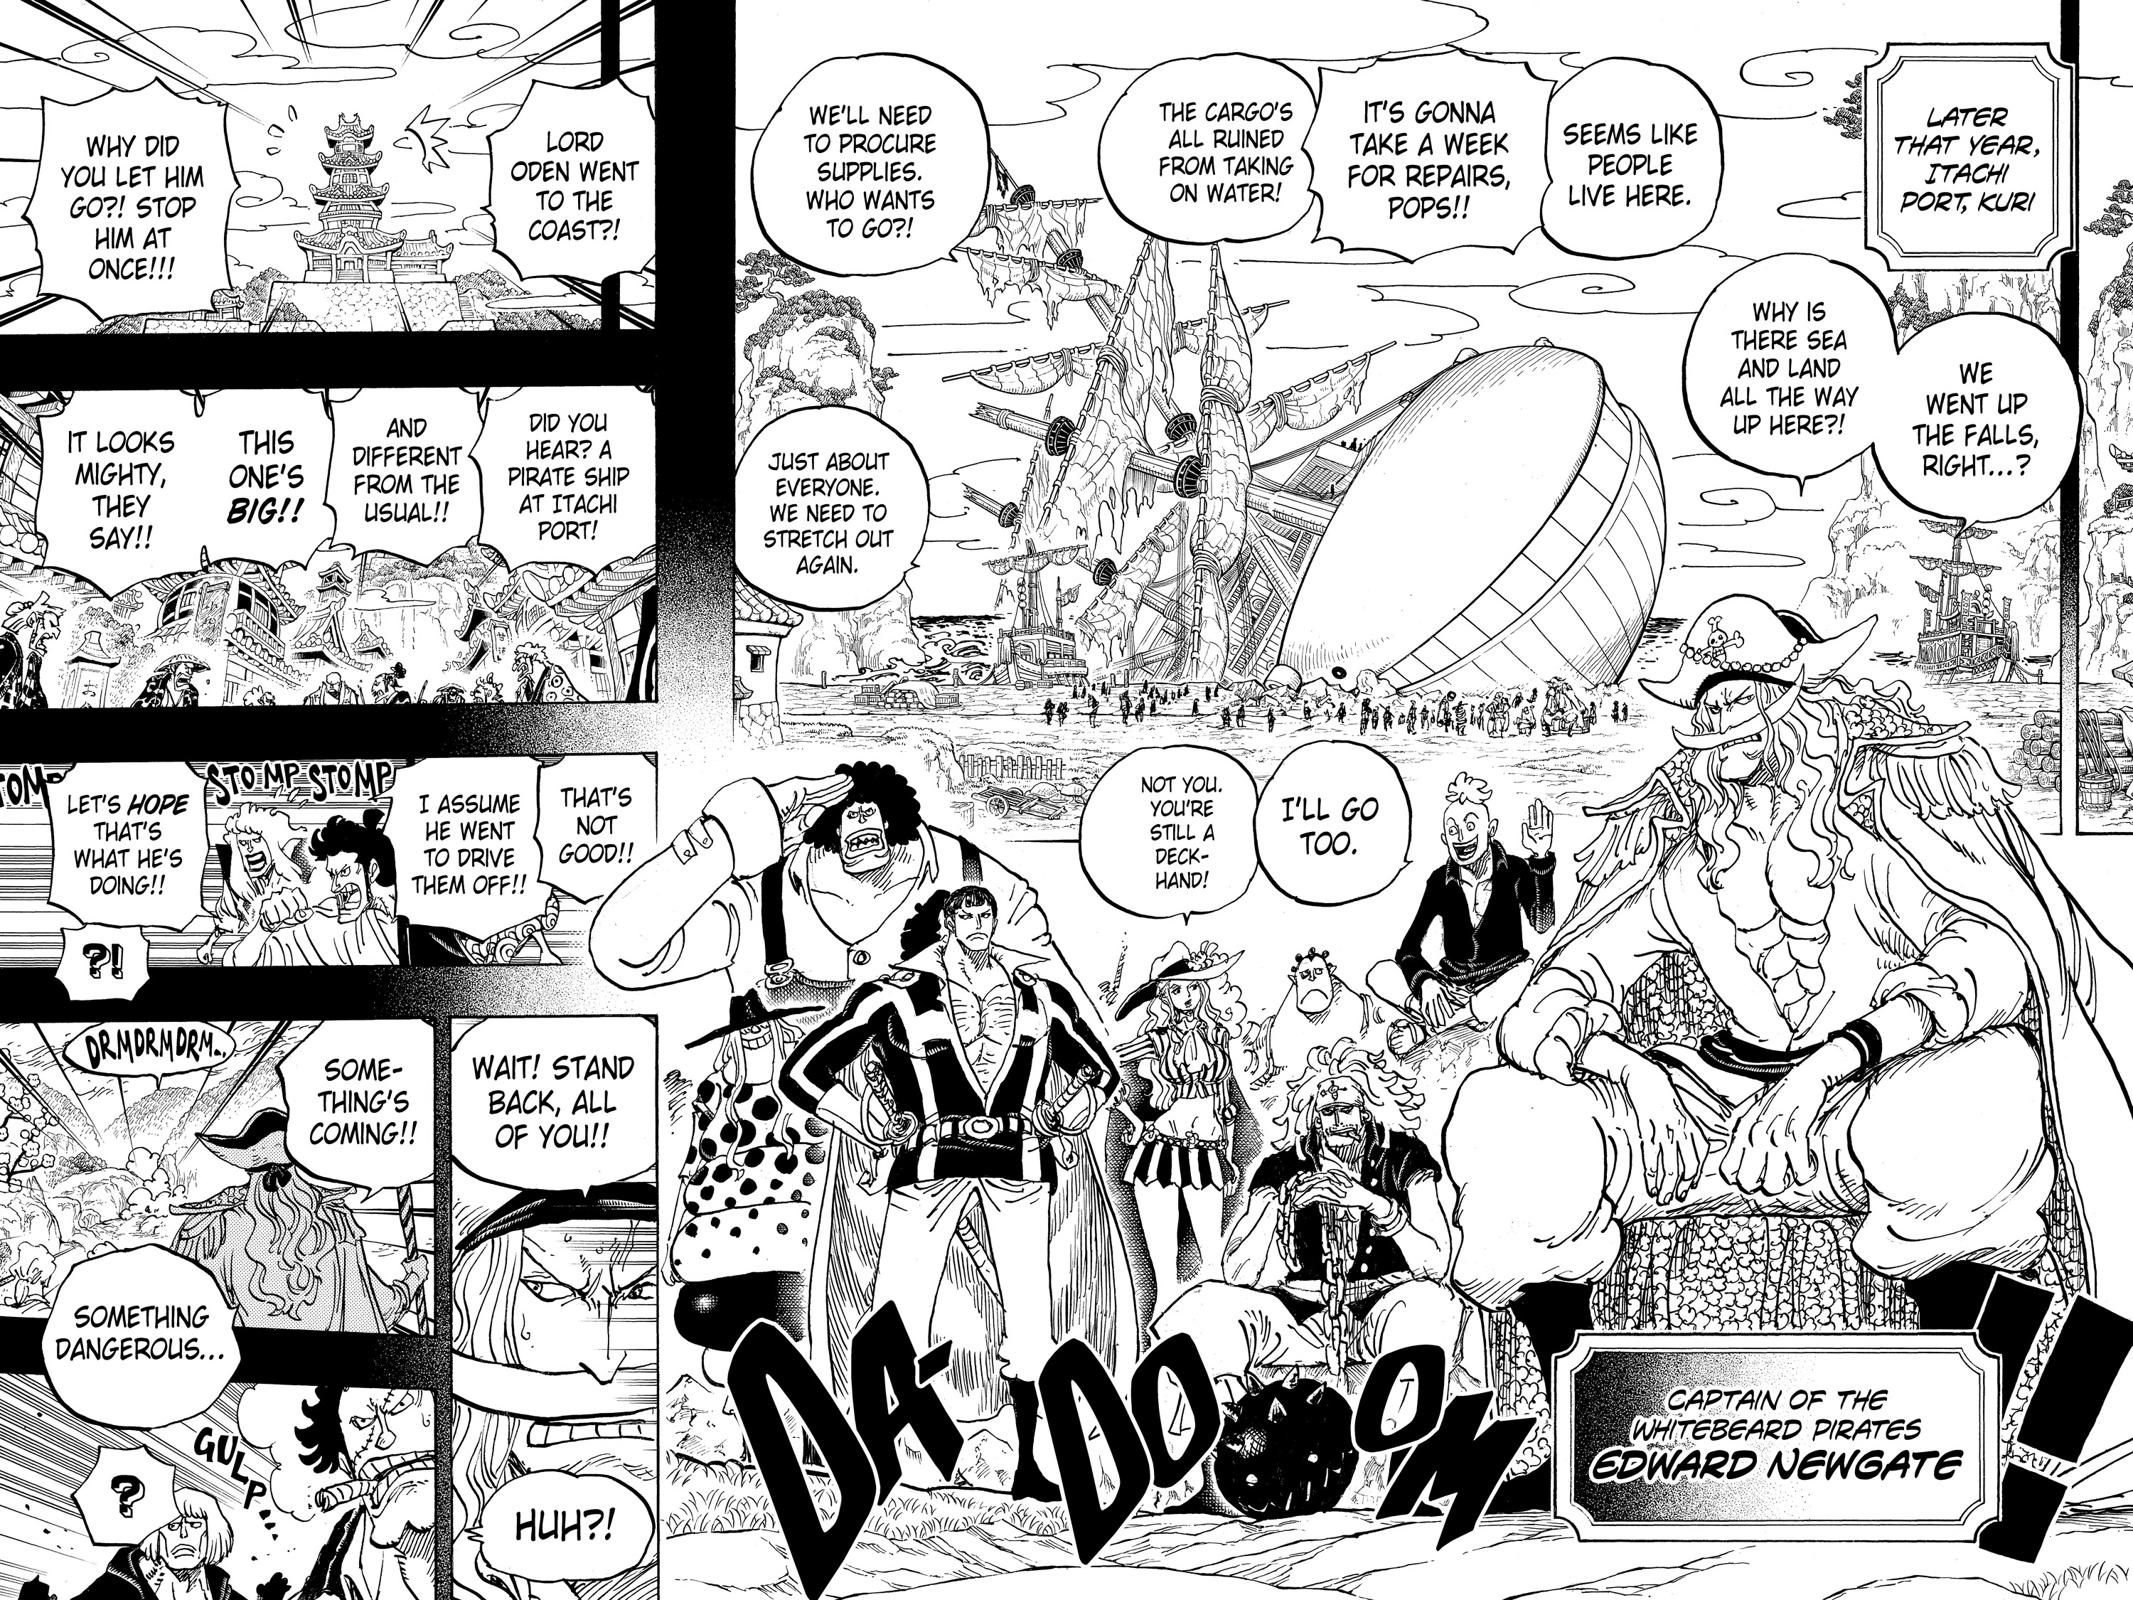 LATER
THAT YEAR,
ITACHI
PORT, KURI
WE
WENT UP
THE FALLS,
RIGHT...?
WHY IS
THERE SEA
AND LAND
ALL THE WAY
UP HERE?!
SEEMS LIKE
PEOPLE
LIVE HERE.
IT'S GONNA
TAKE A WEEK
FOR REPAIRS,
POPS!!
THE CARGO'S
ALL RUINED
FROM TAKING
ON WATER!
WE'LL NEED
TO PROCURE
SUPPLIES.
WHO WANTS
TO GO?!
JUST ABOUT
EVERYONE.
WE NEED TO
STRETCH OUT
AGAIN.
I'LL GO
TOO.
NOT YOU.
YOU'RE
STILL A
DECK-
HAND!
DA-DOOM!!
CAPTAIN OF THE
WHITEBEARD PIRATES
EDWARD NEWGATE
LORD
ODEN WENT
TO THE
COAST?!
WHY DID
YOU LET HIM
GO?! STOP
HIM AT
ONCE!!!
DID YOU
HEAR? A
PIRATE SHIP
AT ITACHI
PORT!
AND
DIFFERENT
FROM THE
USUAL!!
THIS
ONE'S
BIG!!
IT LOOKS
MIGHTY,
THEY
SAY!!
THAT'S
NOT
GOOD!!
I ASSUME
HE WENT
TO DRIVE
THEM OFF!!
STOMP STOMP
STOMP
LET'S HOPE
THAT'S
WHAT HE'S
DOING!!
?!
WAIT! STAND
BACK, ALL
OF YOU!!
HUH?!
SOME-
THING'S
COMING!!
DRMDRMDRM...
SOMETHING
DANGEROUS...
GULP...
?